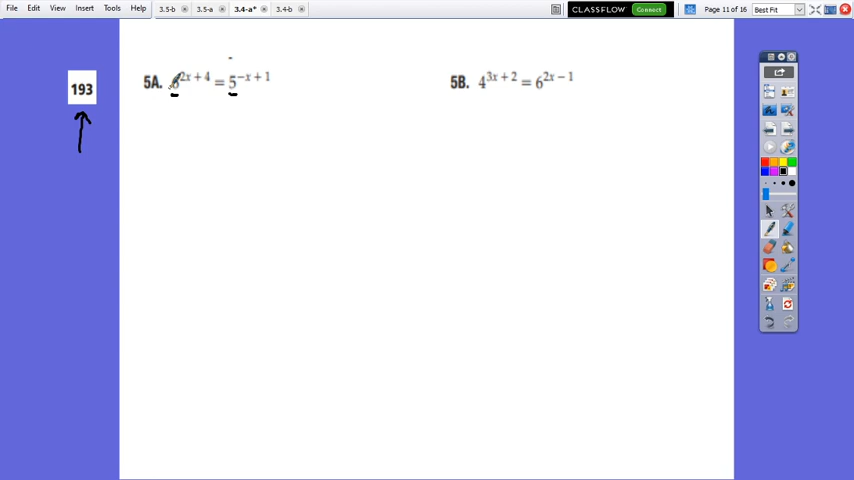 File Edit View Insert Tools Help 3.5-b 3.5-a 3.4-a* 3.4-b CLASSFLOW Connect Page 11 of 16 Best Fit
193
5A. 6^{2x + 4} = 5^{-x + 1}
5B. 4^{3x + 2} = 6^{2x - 1}